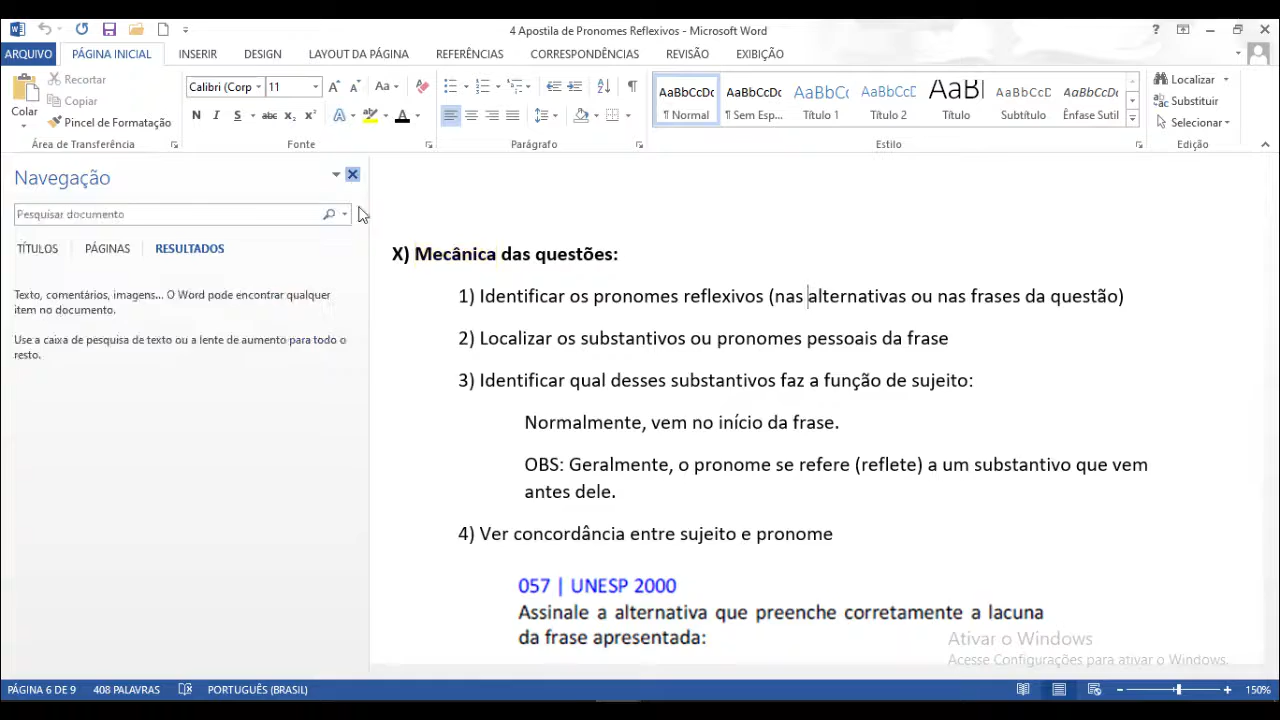 4 Apostila de Pronomes Reflexivos - Microsoft Word
ARQUIVO PÁGINA INICIAL INSERIR DESIGN LAYOUT DA PÁGINA REFERÊNCIAS CORRESPONDÊNCIAS REVISÃO EXIBIÇÃO
Colar
Recortar
Copiar
Pincel de Formatação
Área de Transferência
Calibri (Corp 11
N I S abc x₂ x²
Fonte
Parágrafo
AaBbCcDc AaBbCcDc AaBbCc AaBbCcD AaBl AaBbCcD AaBbCcDc
¶ Normal ¶ Sem Esp... Título 1 Título 2 Título Subtítulo Ênfase Sutil
Estilo
Localizar
Substituir
Selecionar
Edição
Navegação
Pesquisar documento
TÍTULOS PÁGINAS RESULTADOS
Texto, comentários, imagens... O Word pode encontrar qualquer
item no documento.
Use a caixa de pesquisa de texto ou a lente de aumento para todo o
resto.
X) Mecânica das questões:
1) Identificar os pronomes reflexivos (nas alternativas ou nas frases da questão)
2) Localizar os substantivos ou pronomes pessoais da frase
3) Identificar qual desses substantivos faz a função de sujeito:
Normalmente, vem no início da frase.
OBS: Geralmente, o pronome se refere (reflete) a um substantivo que vem
antes dele.
4) Ver concordância entre sujeito e pronome
057 | UNESP 2000
Assinale a alternativa que preenche corretamente a lacuna
da frase apresentada:
Ativar o Windows
Acesse Configurações para ativar o Windows.
PÁGINA 6 DE 9 408 PALAVRAS PORTUGUÊS (BRASIL) 150%